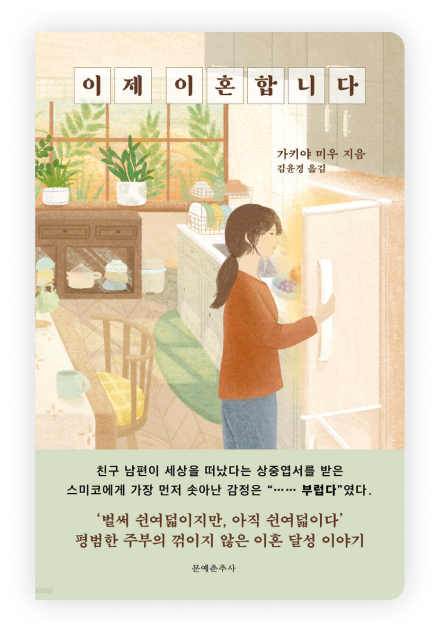 이제 이혼합니다
가키야 미우 지음
김윤경 옮김
친구 남편이 세상을 떠났다는 상중엽서를 받은
스미코에게 가장 먼저 솟아난 감정은 “…… 부럽다”였다.
‘벌써 쉰여덟이지만, 아직 쉰여덟이다’
평범한 주부의 꺾이지 않은 이혼 달성 이야기
문예춘추사